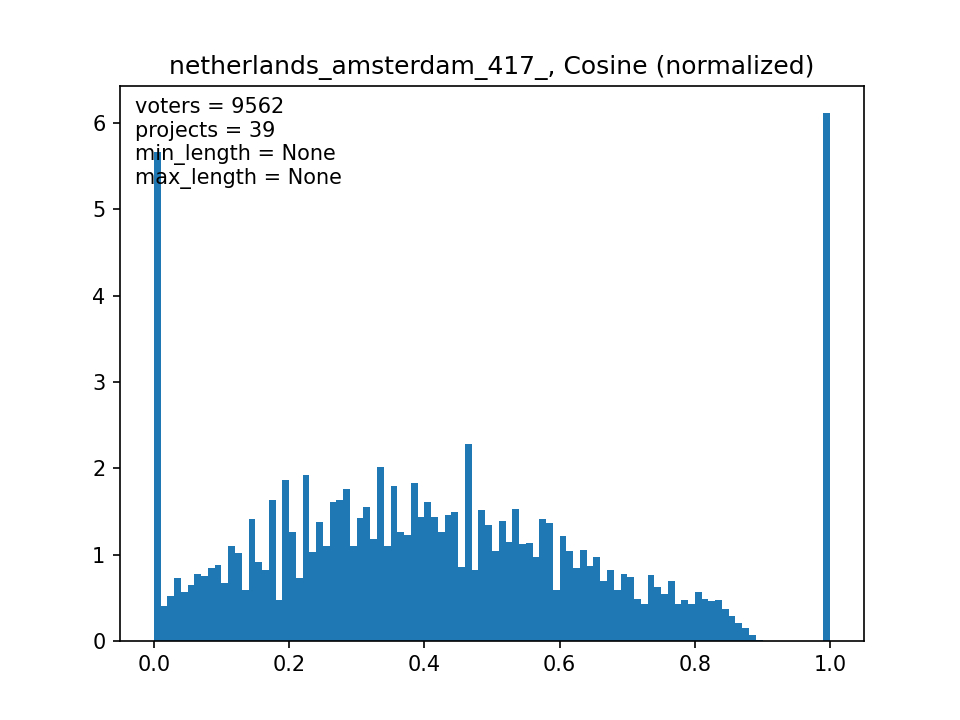 netherlands_amsterdam_417_, Cosine (normalized)
voters = 9562
projects = 39
min_length = None
max_length = None
6
5
4
3
2
1
0
0.0 0.2 0.4 0.6 0.8 1.0